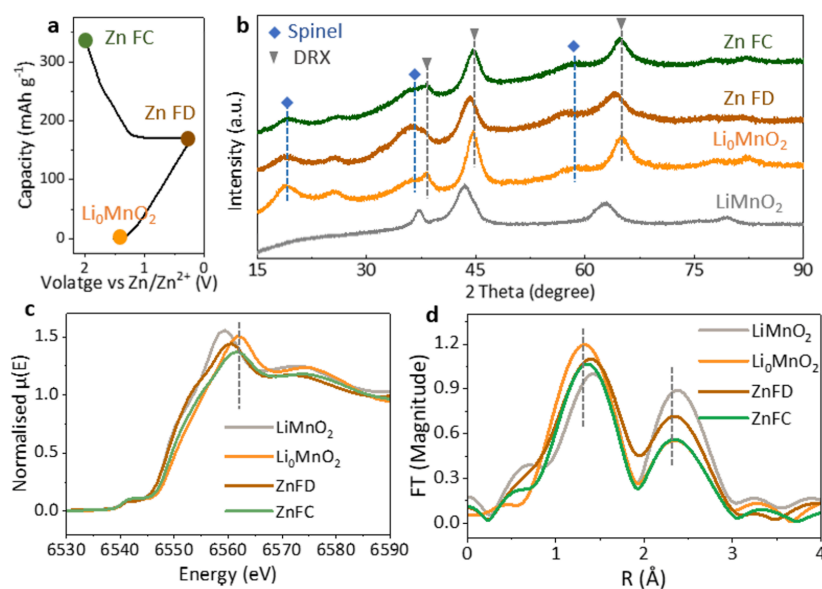 a
Zn FC
Zn FD
Li₀MnO₂
Capacity (mAh g⁻¹)
300
200
100
0
2
1
0
Volatge vs Zn/Zn²⁺ (V)
b
Spinel
DRX
Zn FC
Zn FD
Li₀MnO₂
LiMnO₂
Intensity (a.u.)
15
30
45
60
75
90
2 Theta (degree)
c
Normalised μ(E)
1.5
1.0
0.5
0.0
LiMnO₂
Li₀MnO₂
ZnFD
ZnFC
6530
6540
6550
6560
6570
6580
6590
Energy (eV)
d
FT (Magnitude)
1.2
0.9
0.6
0.3
0.0
LiMnO₂
Li₀MnO₂
ZnFD
ZnFC
0
1
2
3
4
R (Å)